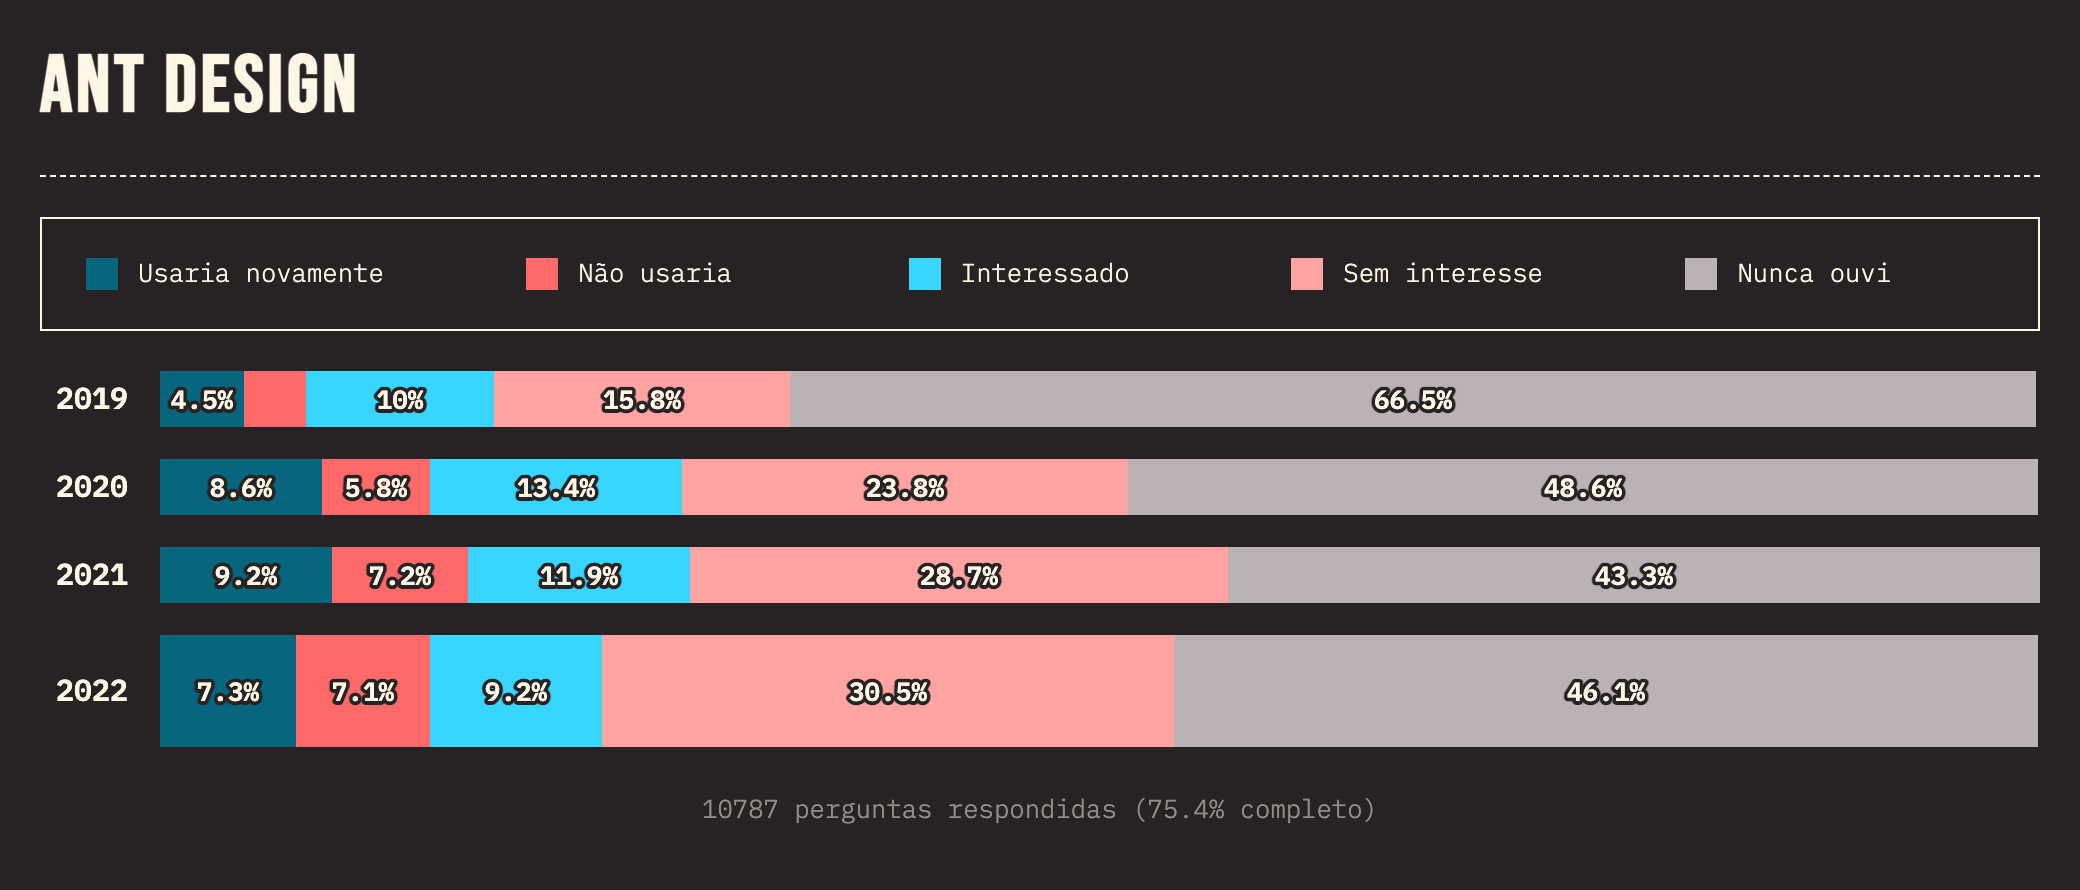 ANT DESIGN
Usaria novamente Não usaria Interessado Sem interesse Nunca ouvi
2019 4.5% 10% 15.8% 66.5%
2020 8.6% 5.8% 13.4% 23.8% 48.6%
2021 9.2% 7.2% 11.9% 28.7% 43.3%
2022 7.3% 7.1% 9.2% 30.5% 46.1%
10787 perguntas respondidas (75.4% completo)